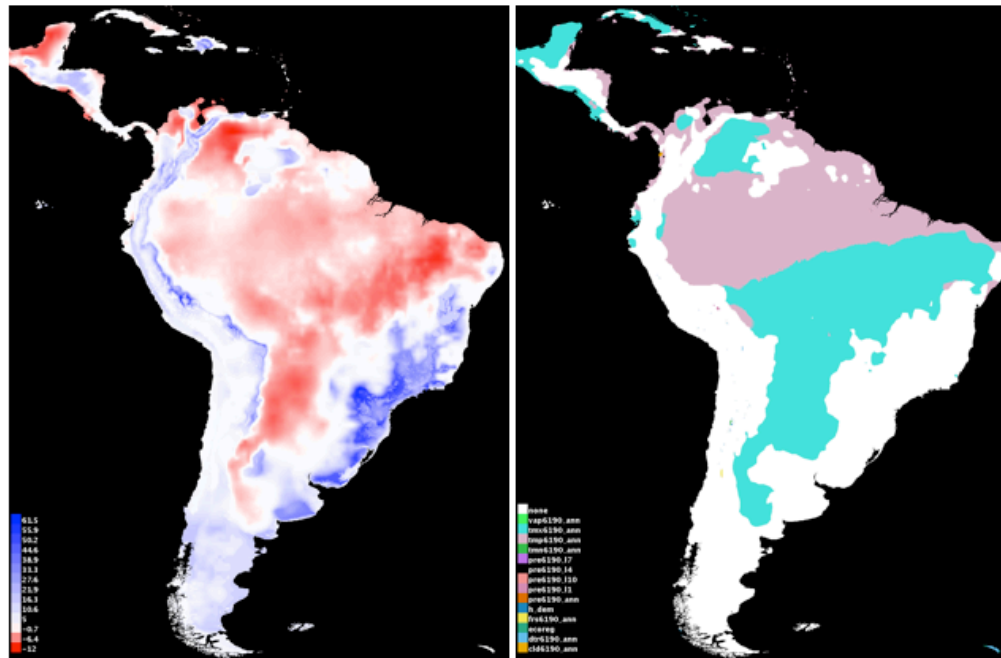 61.5
55.9
50.2
44.6
38.9
33.3
27.6
21.9
16.3
10.6
5
-0.7
-6.4
-12
none
vap6190_ann
tmx6190_ann
tmp6190_ann
tmn6190_ann
pre6190_l7
pre6190_l4
pre6190_l10
pre6190_l1
pre6190_ann
h_dem
frs6190_ann
ecoreg
dtr6190_ann
cld6190_ann